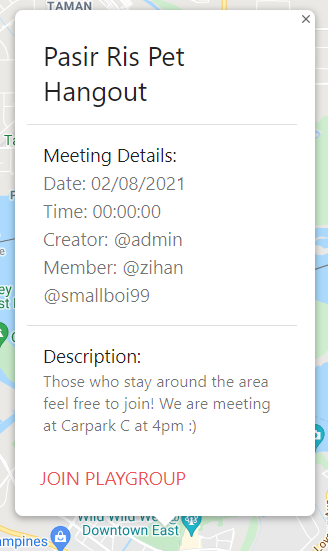 TAMAN
×
Pasir Ris Pet
Hangout
Meeting Details:
Date: 02/08/2021
Time: 00:00:00
Creator: @admin
Member: @zihan
@smallboi99
Description:
Those who stay around the area
feel free to join! We are meeting
at Carpark C at 4pm :)
JOIN PLAYGROUP
Wild Wild We
Downtown East
mpines